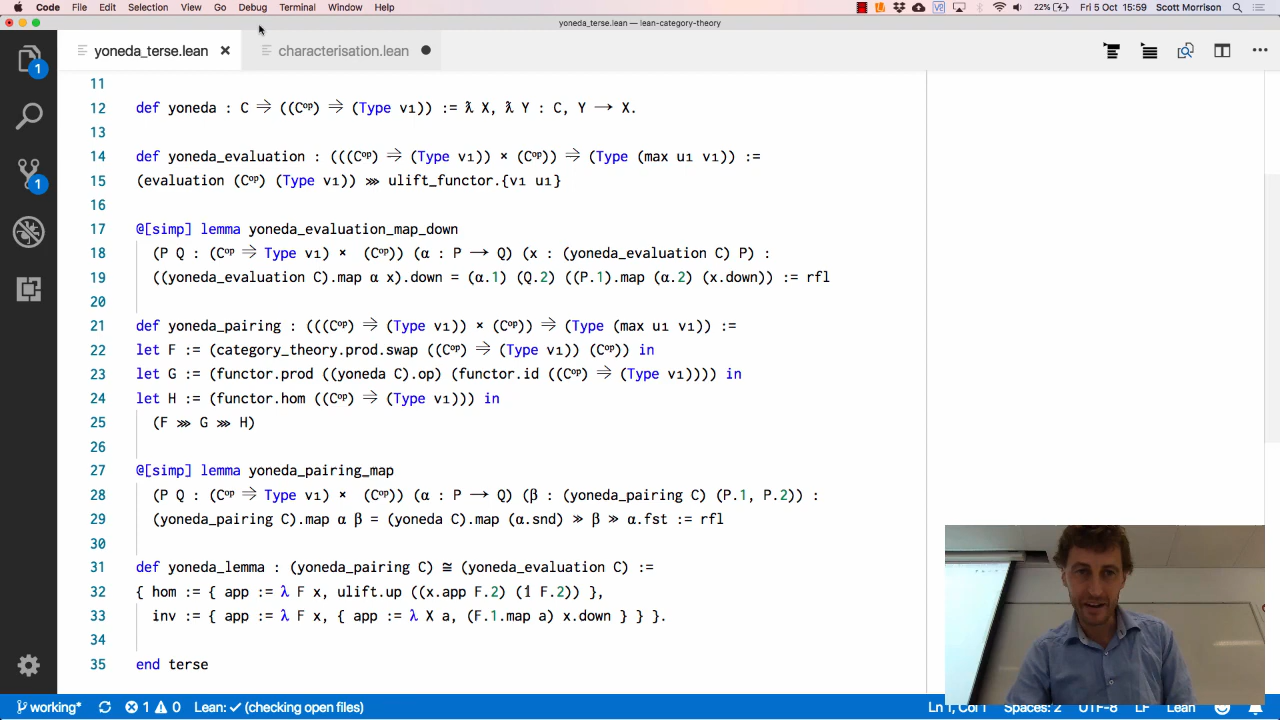 Code File Edit Selection View Go Debug Terminal Window Help 22% Fri 5 Oct 15:59 Scott Morrison
yoneda_terse.lean — lean-category-theory
yoneda_terse.lean × characterisation.lean ●
11
12 def yoneda : C ⥤ ((Cᵒᵖ) ⥤ (Type v₁)) := ƛ X, ƛ Y : C, Y ⟶ X.
13
14 def yoneda_evaluation : (((Cᵒᵖ) ⥤ (Type v₁)) × (Cᵒᵖ)) ⥤ (Type (max u₁ v₁)) :=
15 (evaluation (Cᵒᵖ) (Type v₁)) ⋙ ulift_functor.{v₁ u₁}
16
17 @[simp] lemma yoneda_evaluation_map_down
18 (P Q : (Cᵒᵖ ⥤ Type v₁) × (Cᵒᵖ)) (α : P ⟶ Q) (x : (yoneda_evaluation C) P) :
19 ((yoneda_evaluation C).map α x).down = (α.1) (Q.2) ((P.1).map (α.2) (x.down)) := rfl
20
21 def yoneda_pairing : (((Cᵒᵖ) ⥤ (Type v₁)) × (Cᵒᵖ)) ⥤ (Type (max u₁ v₁)) :=
22 let F := (category_theory.prod.swap ((Cᵒᵖ) ⥤ (Type v₁)) (Cᵒᵖ)) in
23 let G := (functor.prod ((yoneda C).op) (functor.id ((Cᵒᵖ) ⥤ (Type v₁)))) in
24 let H := (functor.hom ((Cᵒᵖ) ⥤ (Type v₁))) in
25 (F ⋙ G ⋙ H)
26
27 @[simp] lemma yoneda_pairing_map
28 (P Q : (Cᵒᵖ ⥤ Type v₁) × (Cᵒᵖ)) (α : P ⟶ Q) (β : (yoneda_pairing C) (P.1, P.2)) :
29 (yoneda_pairing C).map α β = (yoneda C).map (α.snd) ≫ β ≫ α.fst := rfl
30
31 def yoneda_lemma : (yoneda_pairing C) ≅ (yoneda_evaluation C) :=
32 { hom := { app := λ F x, ulift.up ((x.app F.2) (𝟙 F.2)) },
33 inv := { app := λ F x, { app := λ X a, (F.1.map a) x.down } } }.
34
35 end terse
working* 1 0 Lean: ✓ (checking open files) Ln 1, Col 1 Spaces: 2 UTF-8 LF Lean